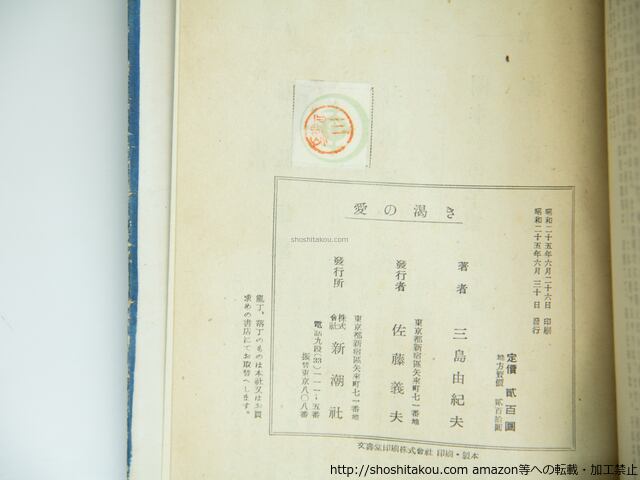 愛の渇き
昭和二十五年六月二十六日 印刷
昭和二十五年六月三十日 發行
定價 貳百圓
地方賣價 貳百拾圓
著者 三島由紀夫
東京都新宿區矢來町七一番地
發行者 佐藤義夫
東京都新宿區矢來町七一番地
發行所 株式會社 新潮社
電話九段(33)一一一・五番
振替東京八〇八番
文壽堂印刷株式會社 印刷・製本
亂丁、落丁のものは本社又はお買
求めの書店にてお取替へします。
shoshitakou.com
http://shoshitakou.com amazon等への転載・加工禁止